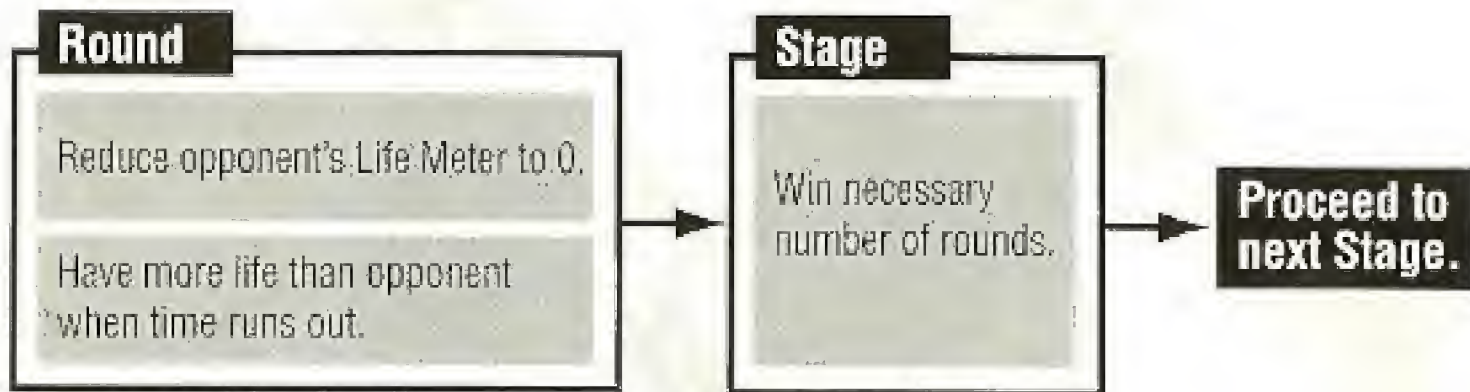 Round
Reduce opponent's Life Meter to 0.
Have more life than opponent
when time runs out.
Stage
Win necessary
number of rounds.
Proceed to
next Stage.